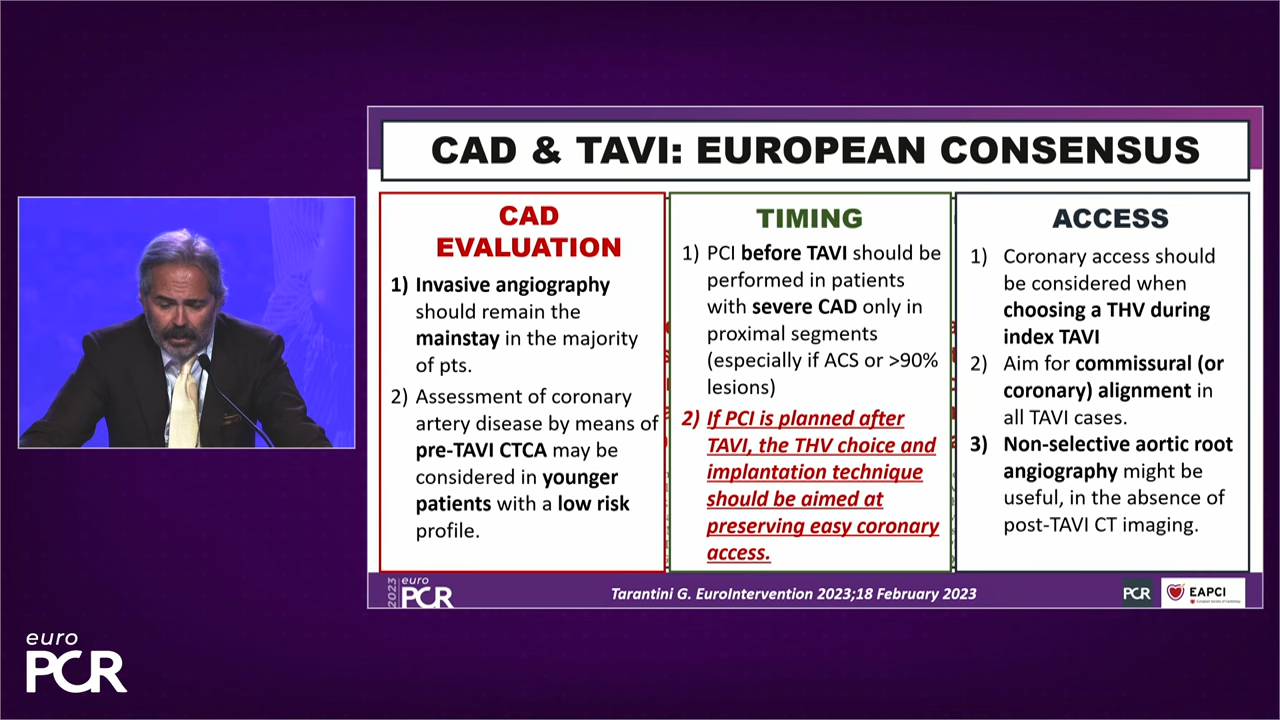 CAD & TAVI: EUROPEAN CONSENSUS
CAD
EVALUATION
1) Invasive angiography
should remain the
mainstay in the majority
of pts.
2) Assessment of coronary
artery disease by means of
pre-TAVI CTCA may be
considered in younger
patients with a low risk
profile.
TIMING
1) PCI before TAVI should be
performed in patients
with severe CAD only in
proximal segments
(especially if ACS or >90%
lesions)
2) If PCI is planned after
TAVI, the THV choice and
implantation technique
should be aimed at
preserving easy coronary
access.
ACCESS
1) Coronary access should
be considered when
choosing a THV during
index TAVI
2) Aim for commissural (or
coronary) alignment in
all TAVI cases.
3) Non-selective aortic root
angiography might be
useful, in the absence of
post-TAVI CT imaging.
2023
euro
PCR
Tarantini G. EuroIntervention 2023;18 February 2023
PCR
EAPCI
euro
PCR